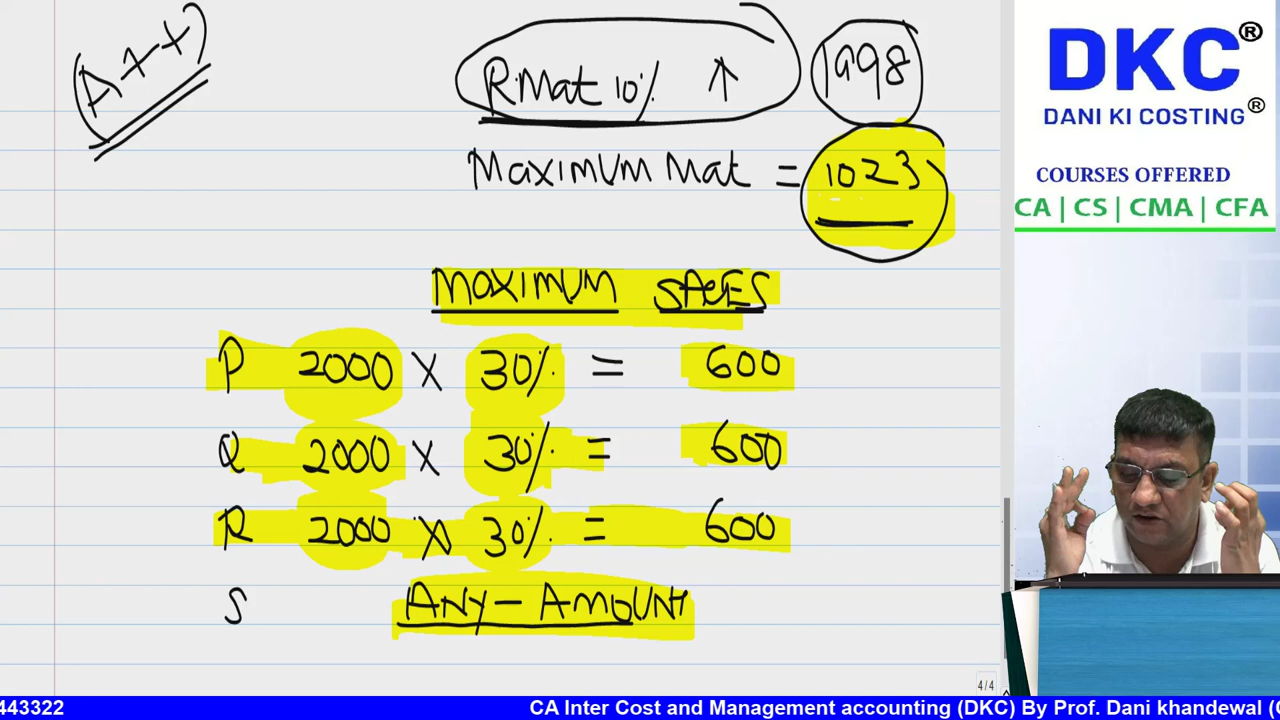 R.Mat 10% ↑ 1998
Maximum Mat = 1023
MAXIMUM SALES
P 2000 X 30% = 600
Q 2000 X 30% = 600
R 2000 X 30% = 600
S ANY - AMOUNT
DKC®
DANI KI COSTING®
COURSES OFFERED
CA | CS | CMA | CFA
4/4
443322 CA Inter Cost and Management accounting (DKC) By Prof. Dani khandewal (